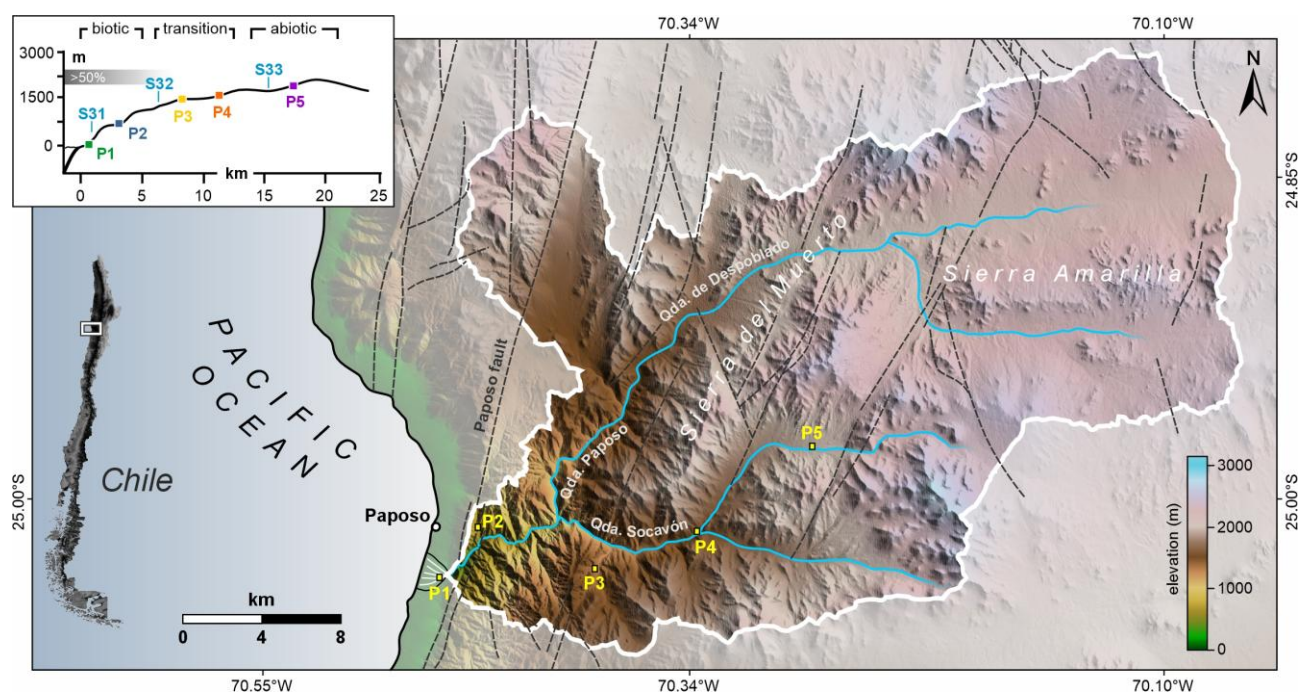 biotic
transition
abiotic
3000
m
>50%
1500
0
S31
S32
S33
P1
P2
P3
P4
P5
0
5
km
15
20
25
70.34°W
70.10°W
N
24.85°S
25.00°S
PACIFIC
OCEAN
Chile
Paposo
Paposo fault
Qda. de Despoblado
Sierra del Muerto
Sierra Amarilla
Qda. Paposo
Qda. Socavón
P1
P2
P3
P4
P5
km
0
4
8
25.00°S
elevation (m)
3000
2000
1000
0
70.55°W
70.34°W
70.10°W